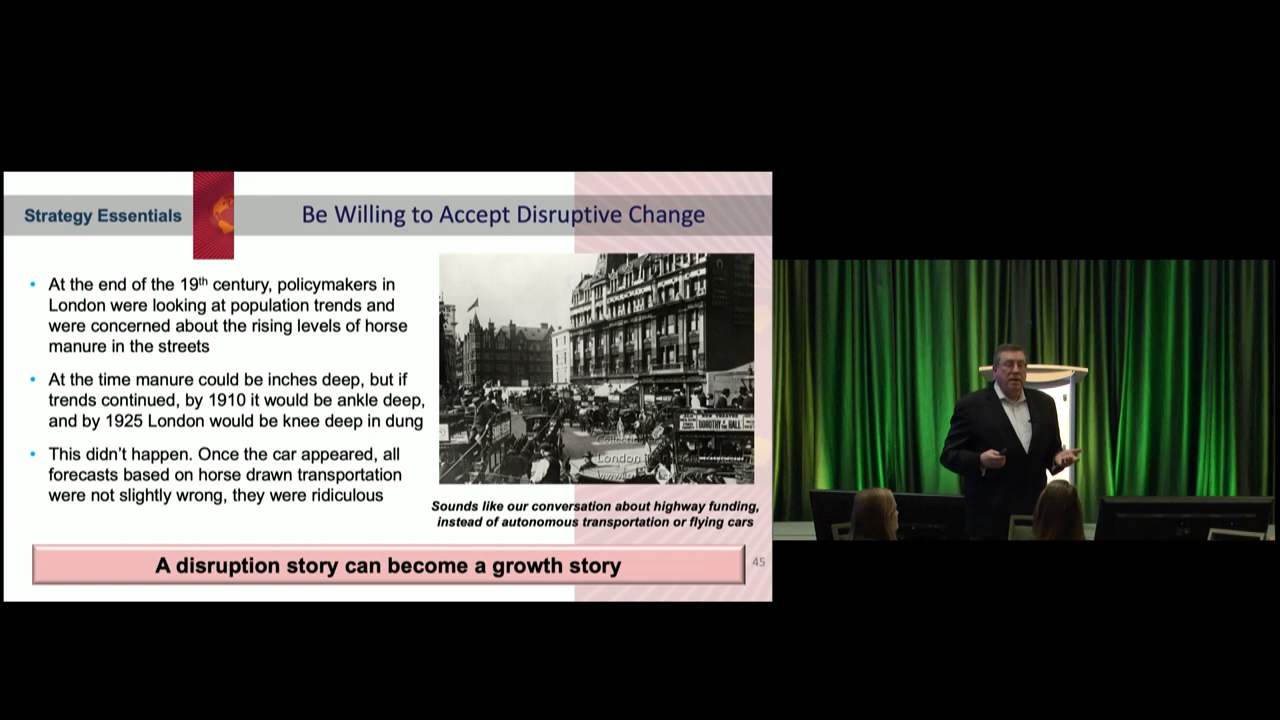 Strategy Essentials
Be Willing to Accept Disruptive Change
• At the end of the 19th century, policymakers in
London were looking at population trends and
were concerned about the rising levels of horse
manure in the streets
• At the time manure could be inches deep, but if
trends continued, by 1910 it would be ankle deep,
and by 1925 London would be knee deep in dung
• This didn't happen. Once the car appeared, all
forecasts based on horse drawn transportation
were not slightly wrong, they were ridiculous
DOROTHY
HALL
London
Sounds like our conversation about highway funding,
instead of autonomous transportation or flying cars
A disruption story can become a growth story
45